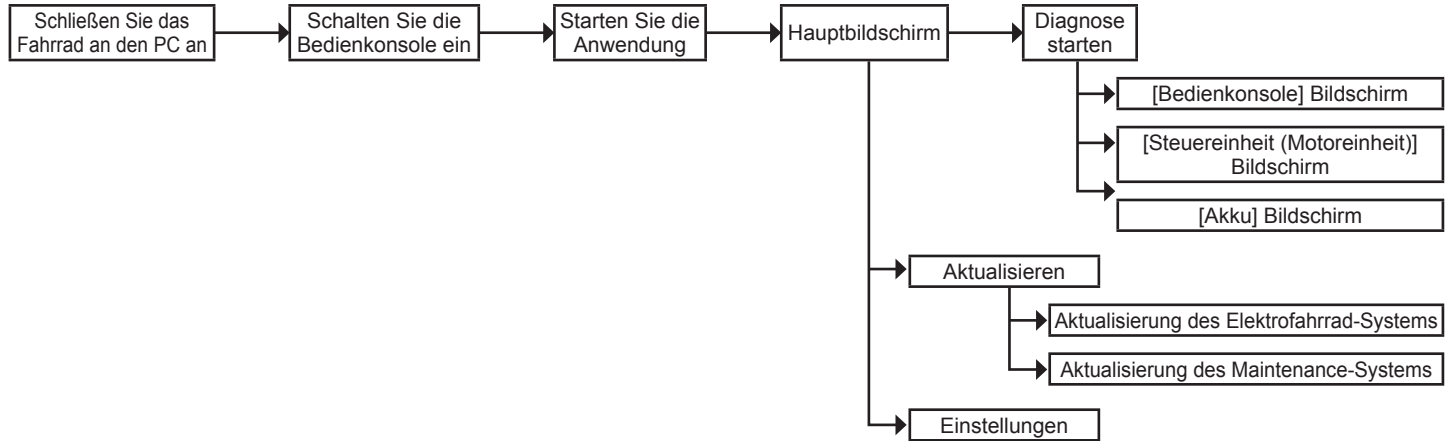 Schließen Sie das
Fahrrad an den PC an
Schalten Sie die
Bedienkonsole ein
Starten Sie die
Anwendung
Hauptbildschirm
Diagnose
starten
[Bedienkonsole] Bildschirm
[Steuereinheit (Motoreinheit)]
Bildschirm
[Akku] Bildschirm
Aktualisieren
Aktualisierung des Elektrofahrrad-Systems
Aktualisierung des Maintenance-Systems
Einstellungen